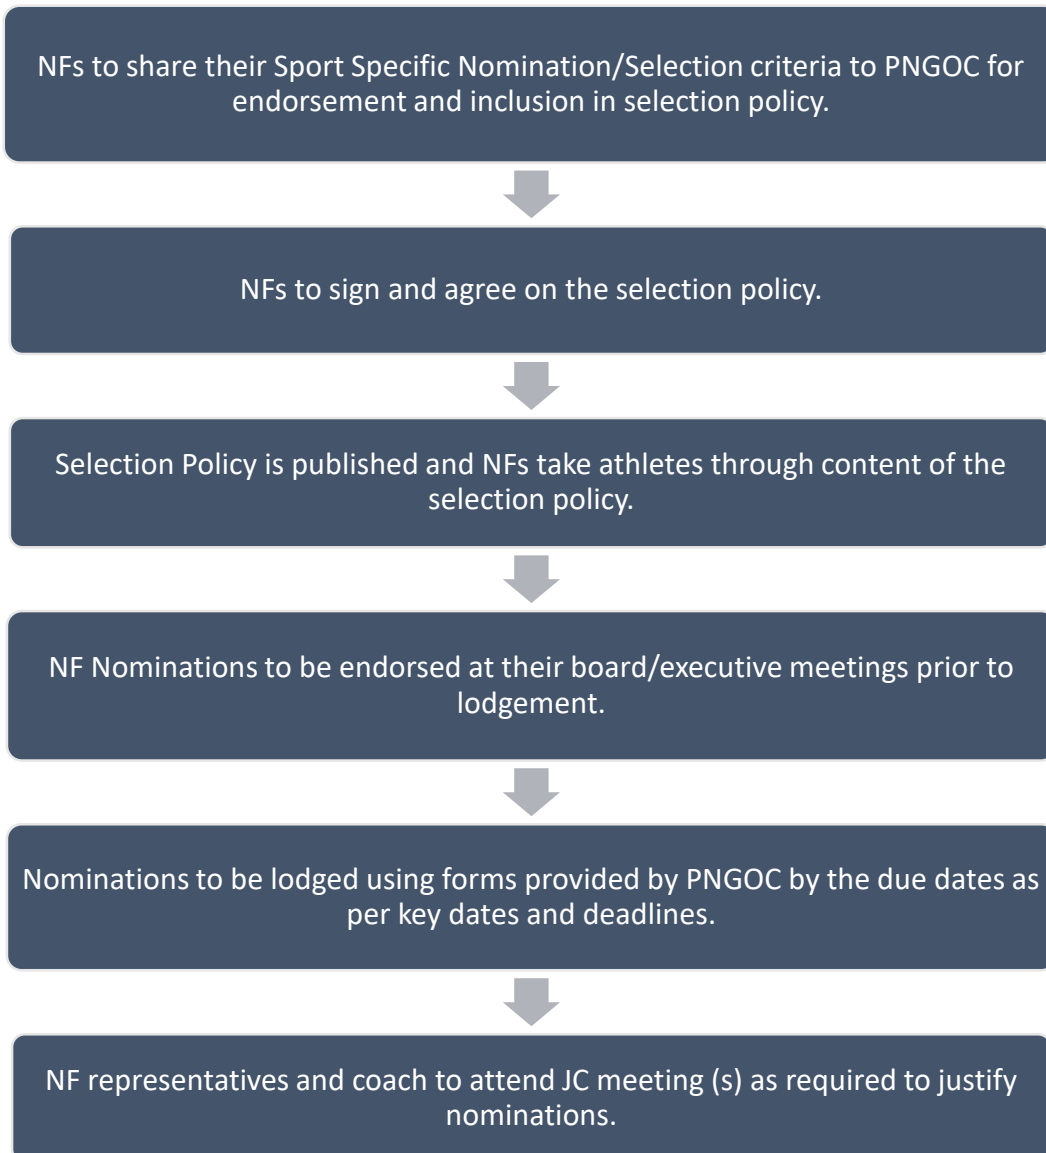 NFs to share their Sport Specific Nomination/Selection criteria to PNGOC for
endorsement and inclusion in selection policy.
NFs to sign and agree on the selection policy.
Selection Policy is published and NFs take athletes through content of the
selection policy.
NF Nominations to be endorsed at their board/executive meetings prior to
lodgement.
Nominations to be lodged using forms provided by PNGOC by the due dates as
per key dates and deadlines.
NF representatives and coach to attend JC meeting (s) as required to justify
nominations.